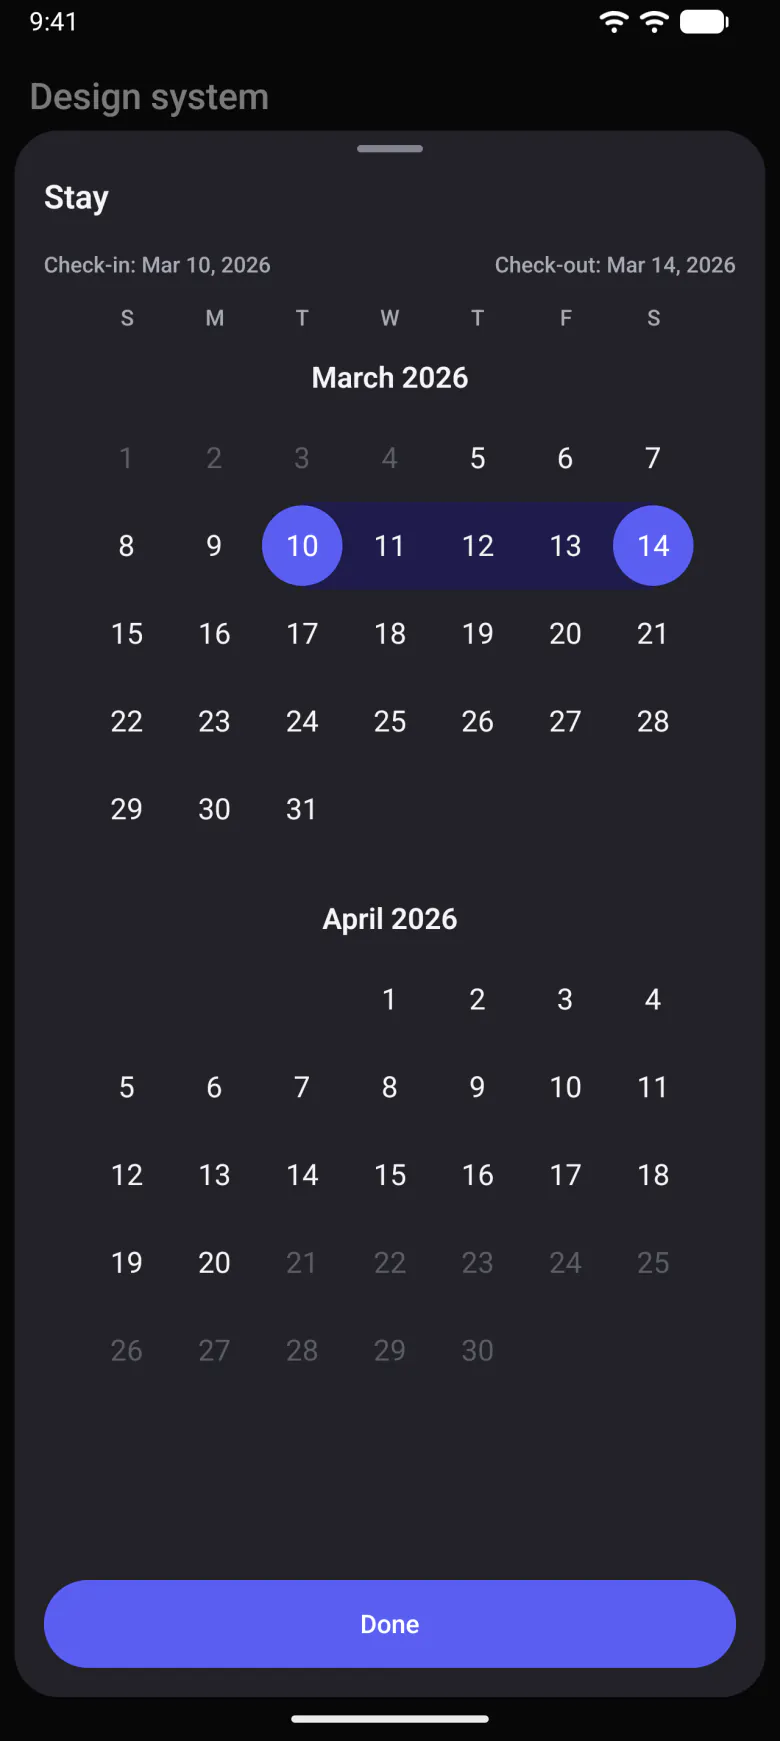 9:41
Design system
Stay
Check-in: Mar 10, 2026 Check-out: Mar 14, 2026
S M T W T F S
March 2026
1 2 3 4 5 6 7
8 9 10 11 12 13 14
15 16 17 18 19 20 21
22 23 24 25 26 27 28
29 30 31
April 2026
1 2 3 4
5 6 7 8 9 10 11
12 13 14 15 16 17 18
19 20 21 22 23 24 25
26 27 28 29 30
Done